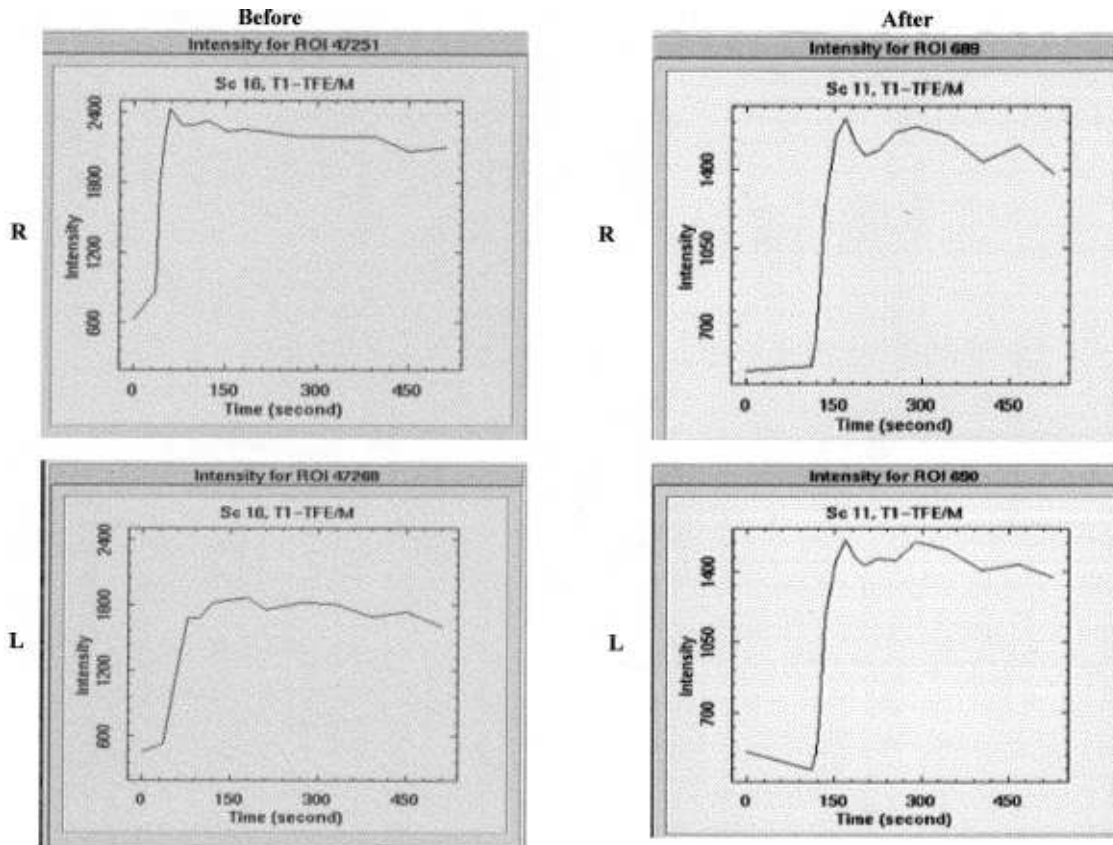 Before
Intensity for ROI 47251
Sc 16, T1-TFE/M
2400
1800
1200
600
Intensity
0 150 300 450
Time (second)
R
After
Intensity for ROI 689
Sc 11, T1-TFE/M
1400
1050
700
Intensity
0 150 300 450
Time (second)
R
Intensity for ROI 47268
Sc 16, T1-TFE/M
2400
1800
1200
600
Intensity
0 150 300 450
Time (second)
L
Intensity for ROI 690
Sc 11, T1-TFE/M
1400
1050
700
Intensity
0 150 300 450
Time (second)
L